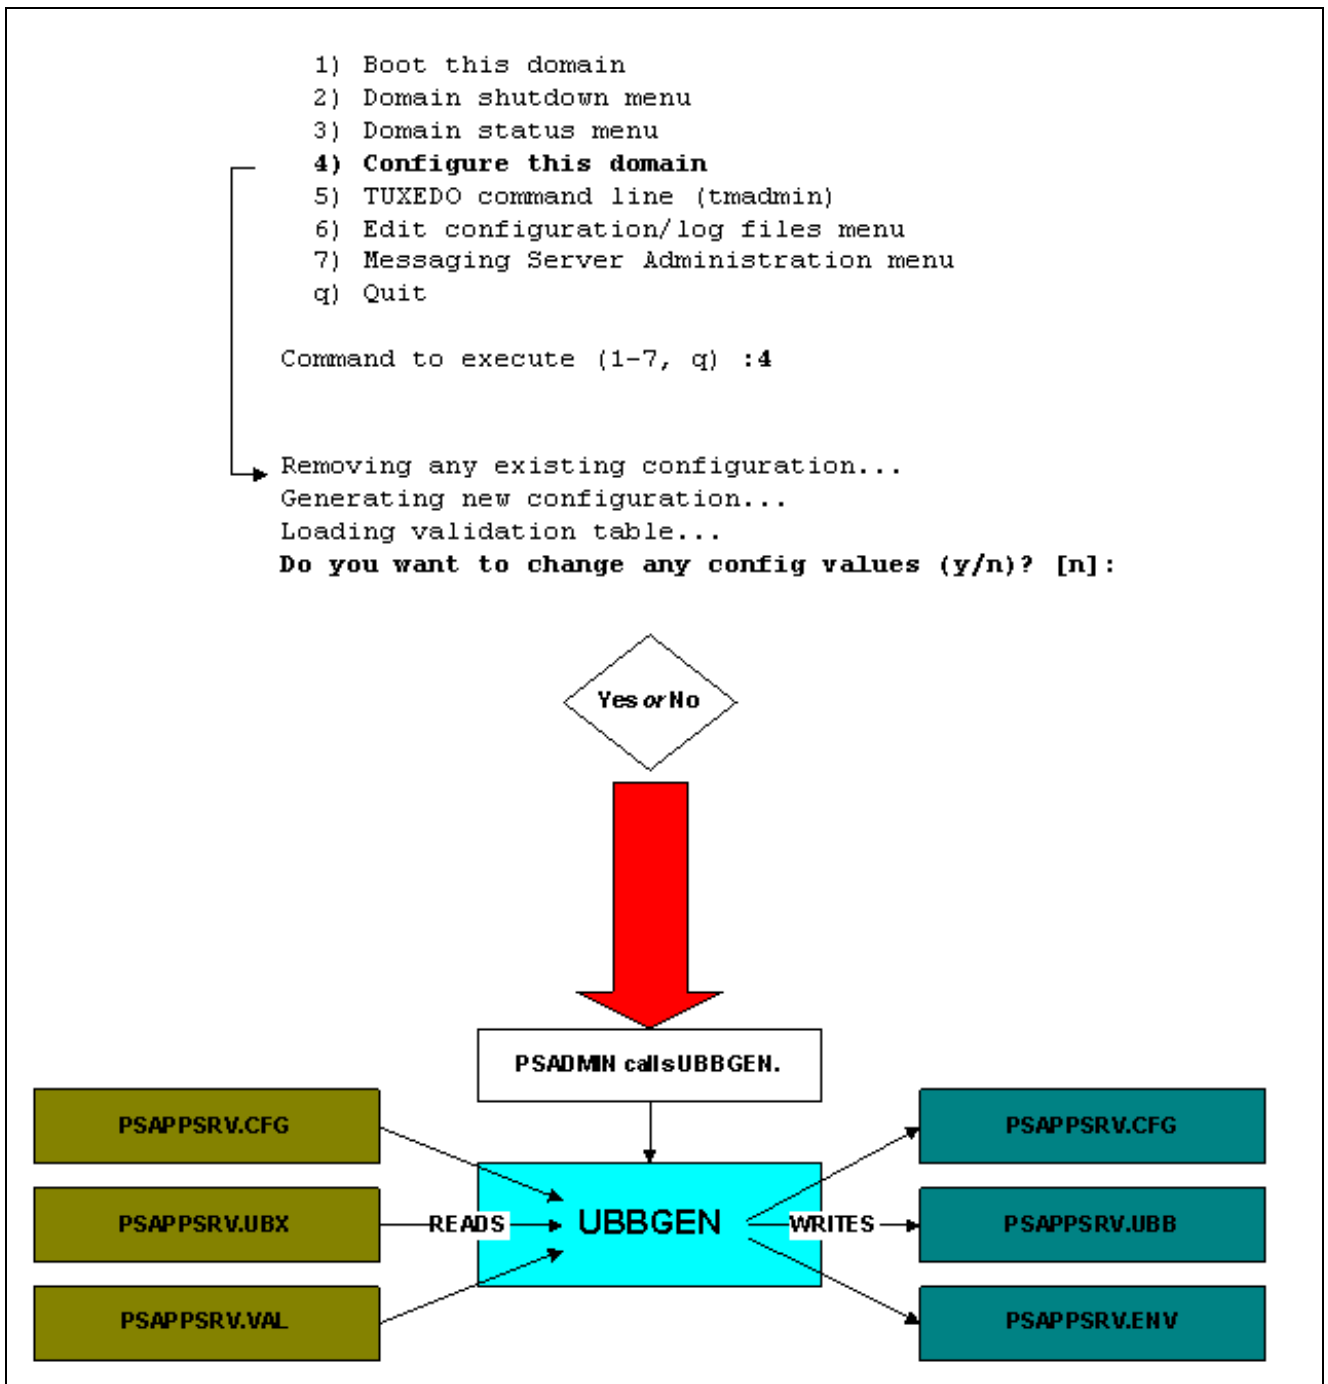 1) Boot this domain
2) Domain shutdown menu
3) Domain status menu
4) Configure this domain
5) TUXEDO command line (tmadmin)
6) Edit configuration/log files menu
7) Messaging Server Administration menu
q) Quit
Command to execute (1-7, q) :4
Removing any existing configuration...
Generating new configuration...
Loading validation table...
Do you want to change any config values (y/n)? [n]:
Yes or No
PSADMIN calls UBBGEN.
PSAPPSRV.CFG
PSAPPSRV.UBX
PSAPPSRV.VAL
READS
UBBGEN
WRITES
PSAPPSRV.CFG
PSAPPSRV.UBB
PSAPPSRV.ENV